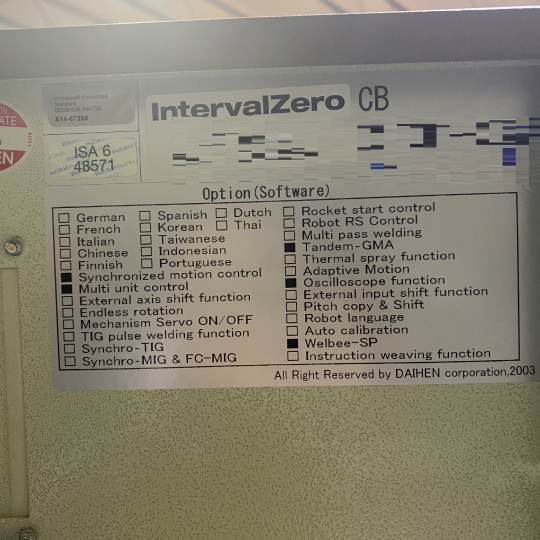 X14-67258
IntervalZero CB
ISA 6
48571
Option(Software)
□ German □ Spanish □ Dutch
□ French □ Korean □ Thai
□ Italian □ Taiwanese
□ Chinese □ Indonesian
□ Finnish □ Portuguese
■ Synchronized motion control
■ Multi unit control
□ External axis shift function
□ Endless rotation
□ Mechanism Servo ON/OFF
□ TIG pulse welding function
□ Synchro-TIG
□ Synchro-MIG & FC-MIG
□ Rocket start control
□ Robot RS Control
□ Multi pass welding
■ Tandem-GMA
□ Thermal spray function
□ Adaptive Motion
■ Oscilloscope function
□ External input shift function
□ Pitch copy & Shift
□ Robot language
□ Auto calibration
■ Welbee-SP
□ Instruction weaving function
All Right Reserved by DAIHEN corporation,2003